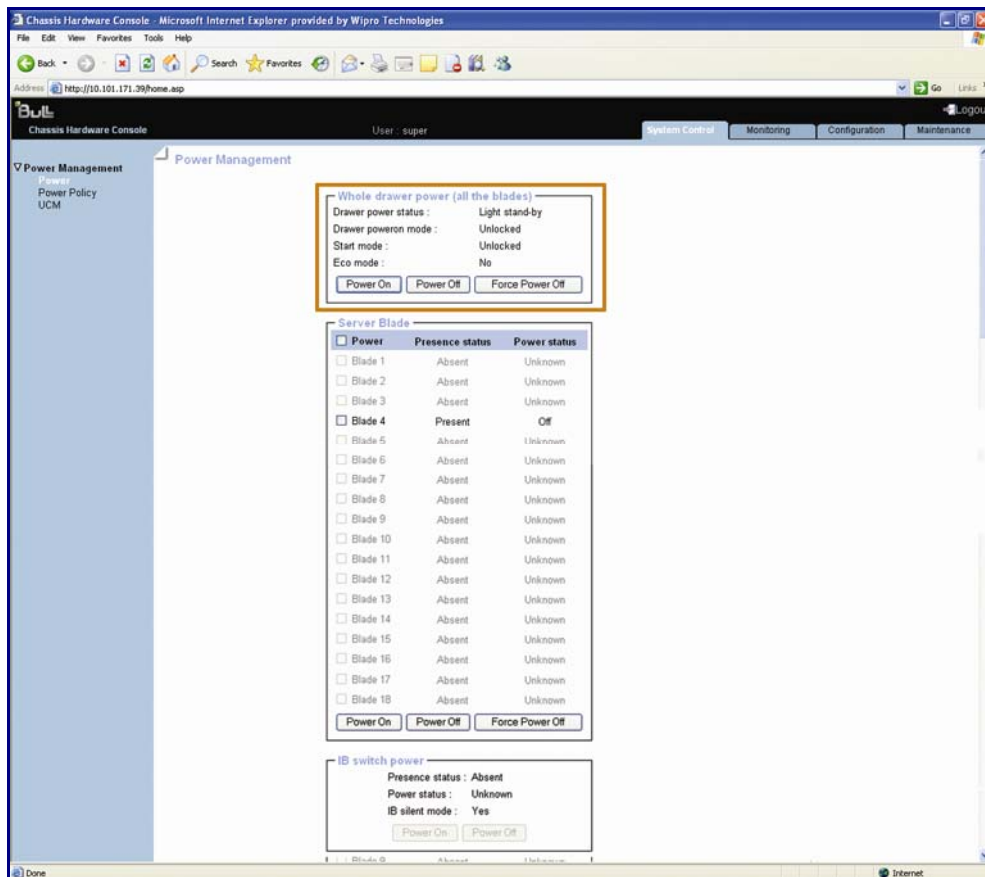 Chassis Hardware Console - Microsoft Internet Explorer provided by Wipro Technologies
File Edit View Favorites Tools Help
Back Search Favorites
Address http://10.101.171.39/home.asp Go Links
Bull Logou
Chassis Hardware Console User : super System Control Monitoring Configuration Maintenance
Power Management
Power
Power Policy
UCM
Power Management
Whole drawer power (all the blades)
Drawer power status : Light stand-by
Drawer poweron mode : Unlocked
Start mode : Unlocked
Eco mode : No
Power On Power Off Force Power Off
Server Blade
Power Presence status Power status
Blade 1 Absent Unknown
Blade 2 Absent Unknown
Blade 3 Absent Unknown
Blade 4 Present Off
Blade 5 Absent Unknown
Blade 6 Absent Unknown
Blade 7 Absent Unknown
Blade 8 Absent Unknown
Blade 9 Absent Unknown
Blade 10 Absent Unknown
Blade 11 Absent Unknown
Blade 12 Absent Unknown
Blade 13 Absent Unknown
Blade 14 Absent Unknown
Blade 15 Absent Unknown
Blade 16 Absent Unknown
Blade 17 Absent Unknown
Blade 18 Absent Unknown
Power On Power Off Force Power Off
IB switch power
Presence status : Absent
Power status : Unknown
IB silent mode : Yes
Power On Power Off
Blade 9 Absent Unknown
Done Internet